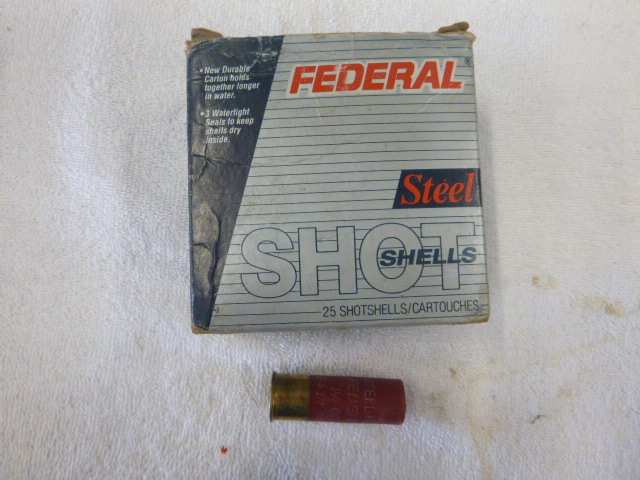 • New Durable
Carton holds
together longer
in water.
• 3 Watertight
Seals to keep
shells dry
inside.
FEDERAL®
Steel
SHOT
SHELLS
25 SHOTSHELLS/CARTOUCHES